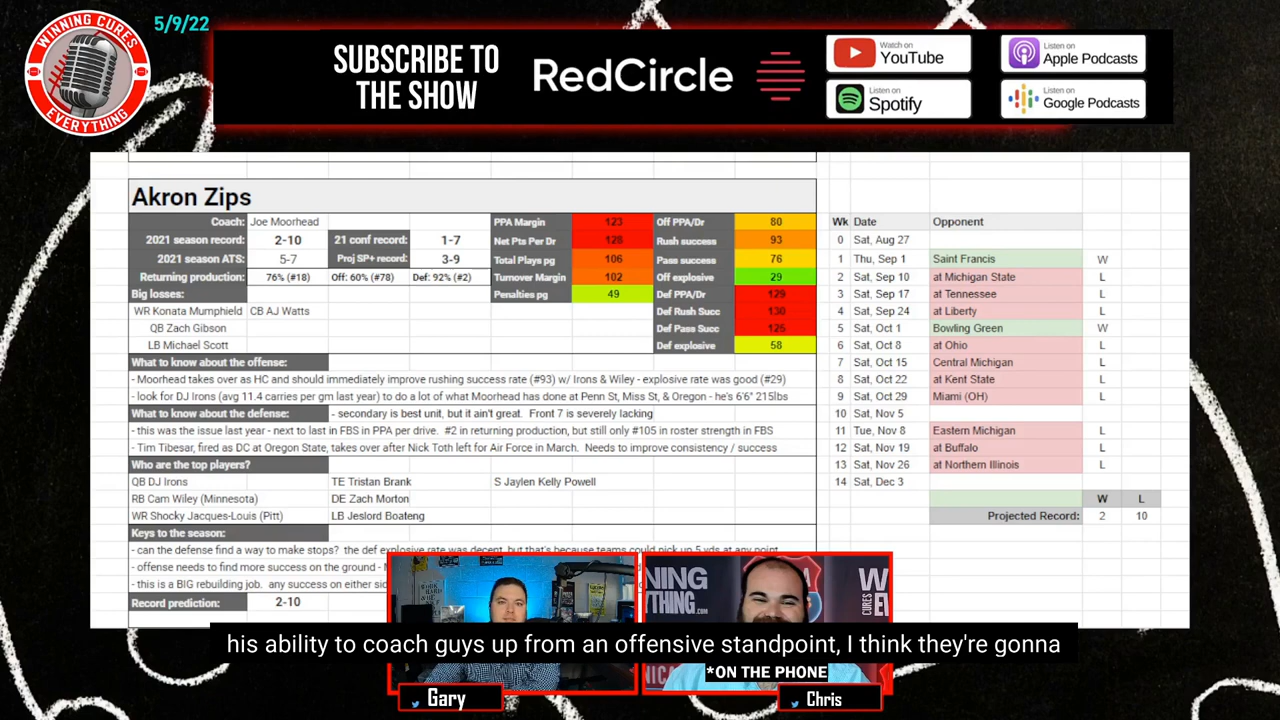 5/9/22
WINNING CURES
EVERYTHING
SUBSCRIBE TO
THE SHOW
RedCircle
Watch on
YouTube
Listen on
Apple Podcasts
Listen on
Spotify
Listen on
Google Podcasts
Akron Zips
Coach: Joe Moorhead
2021 season record: 2-10 21 conf record: 1-7
2021 season ATS: 5-7 Proj SP+ record: 3-9
Returning production: 76% (#18) Off: 60% (#78) Def: 92% (#2)
Big losses:
WR Konata Mumphield CB AJ Watts
QB Zach Gibson
LB Michael Scott
PPA Margin 123 Off PPA/Dr 80
Net Pts Per Dr 128 Rush success 93
Total Plays pg 106 Pass success 76
Turnover Margin 102 Off explosive 29
Penalties pg 49 Def PPA/Dr 129
Def Rush Succ 130
Def Pass Succ 125
Def explosive 58
What to know about the offense:
- Moorhead takes over as HC and should immediately improve rushing success rate (#93) w/ Irons & Wiley - explosive rate was good (#29)
- look for DJ Irons (avg 11.4 carries per gm last year) to do a lot of what Moorhead has done at Penn St, Miss St, & Oregon - he's 6'6" 215lbs
What to know about the defense: - secondary is best unit, but it ain't great. Front 7 is severely lacking
- this was the issue last year - next to last in FBS in PPA per drive. #2 in returning production, but still only #105 in roster strength in FBS
- Tim Tibesar, fired as DC at Oregon State, takes over after Nick Toth left for Air Force in March. Needs to improve consistency / success
Who are the top players?
QB DJ Irons TE Tristan Brank S Jaylen Kelly Powell
RB Cam Wiley (Minnesota) DE Zach Morton
WR Shocky Jacques-Louis (Pitt) LB Jeslord Boateng
Keys to the season:
- can the defense find a way to make stops? the def explosive rate was decent, but that's because teams could pick up 5 yds at any point
- offense needs to find more success on the ground -
- this is a BIG rebuilding job. any success on either
Record prediction: 2-10
Wk Date Opponent
0 Sat, Aug 27
1 Thu, Sep 1 Saint Francis W
2 Sat, Sep 10 at Michigan State L
3 Sat, Sep 17 at Tennessee L
4 Sat, Sep 24 at Liberty L
5 Sat, Oct 1 Bowling Green W
6 Sat, Oct 8 at Ohio L
7 Sat, Oct 15 Central Michigan L
8 Sat, Oct 22 at Kent State L
9 Sat, Oct 29 Miami (OH) L
10 Sat, Nov 5
11 Tue, Nov 8 Eastern Michigan L
12 Sat, Nov 19 at Buffalo L
13 Sat, Nov 26 at Northern Illinois L
14 Sat, Dec 3
W L
Projected Record: 2 10
his ability to coach guys up from an offensive standpoint, I think they're gonna
*ON THE PHONE
Gary
Chris